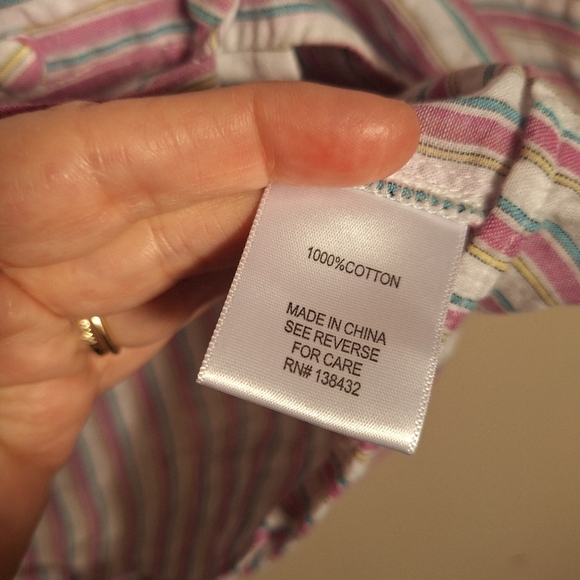 1000%COTTON
MADE IN CHINA
SEE REVERSE
FOR CARE
RN# 138432